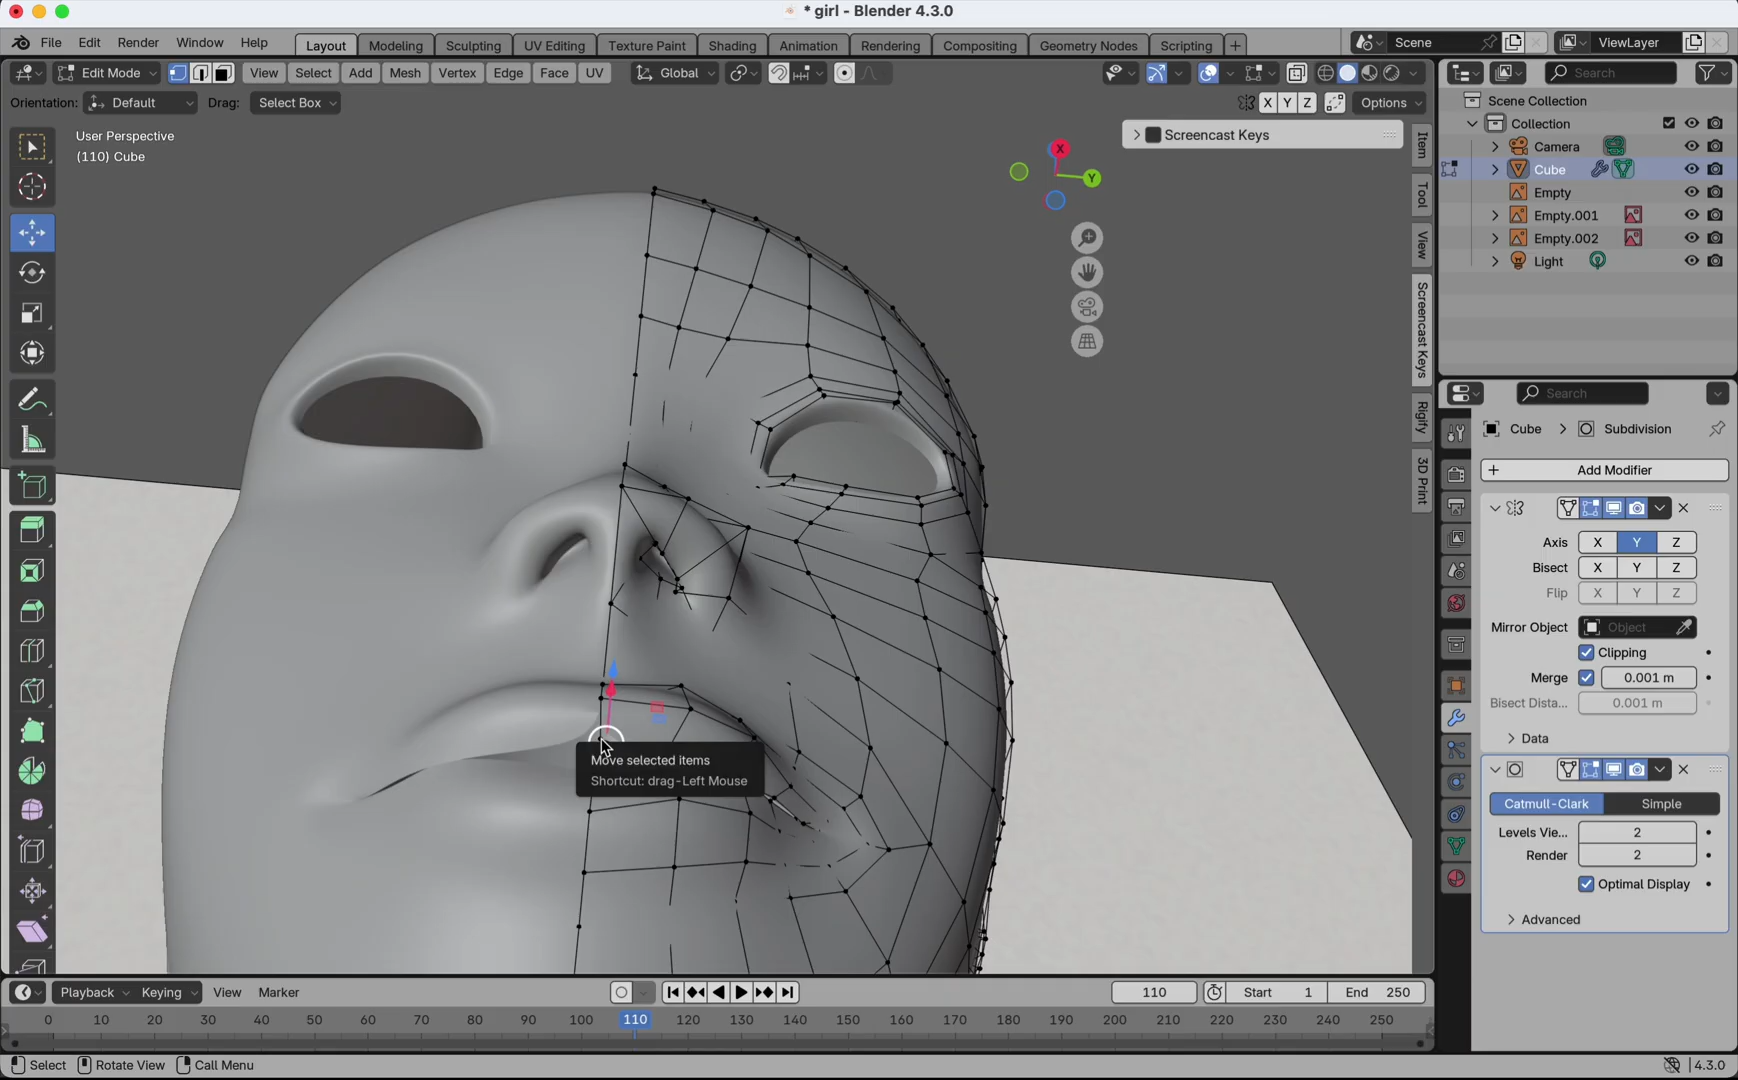 * girl - Blender 4.3.0
File Edit Render Window Help Layout Modeling Sculpting UV Editing Texture Paint Shading Animation Rendering Compositing Geometry Nodes Scripting + Scene ViewLayer
Edit Mode View Select Add Mesh Vertex Edge Face UV Global Search
Orientation: Default Drag: Select Box X Y Z Options
Scene Collection
Collection
Camera
Cube
Empty
Empty.001
Empty.002
Light
User Perspective
(110) Cube
Screencast Keys
X
Y
Item
Tool
View
Screencast Keys
Rigify
3D Print
Move selected items
Shortcut: drag-Left Mouse
Search
Cube > Subdivision
+ Add Modifier
Axis X Y Z
Bisect X Y Z
Flip X Y Z
Mirror Object Object
Clipping
Merge 0.001 m
Bisect Dista... 0.001 m
Data
Catmull-Clark Simple
Levels Vie... 2
Render 2
Optimal Display
Advanced
Playback Keying View Marker 110 Start 1 End 250
0 10 20 30 40 50 60 70 80 90 100 110 120 130 140 150 160 170 180 190 200 210 220 230 240 250
Select Rotate View Call Menu 4.3.0